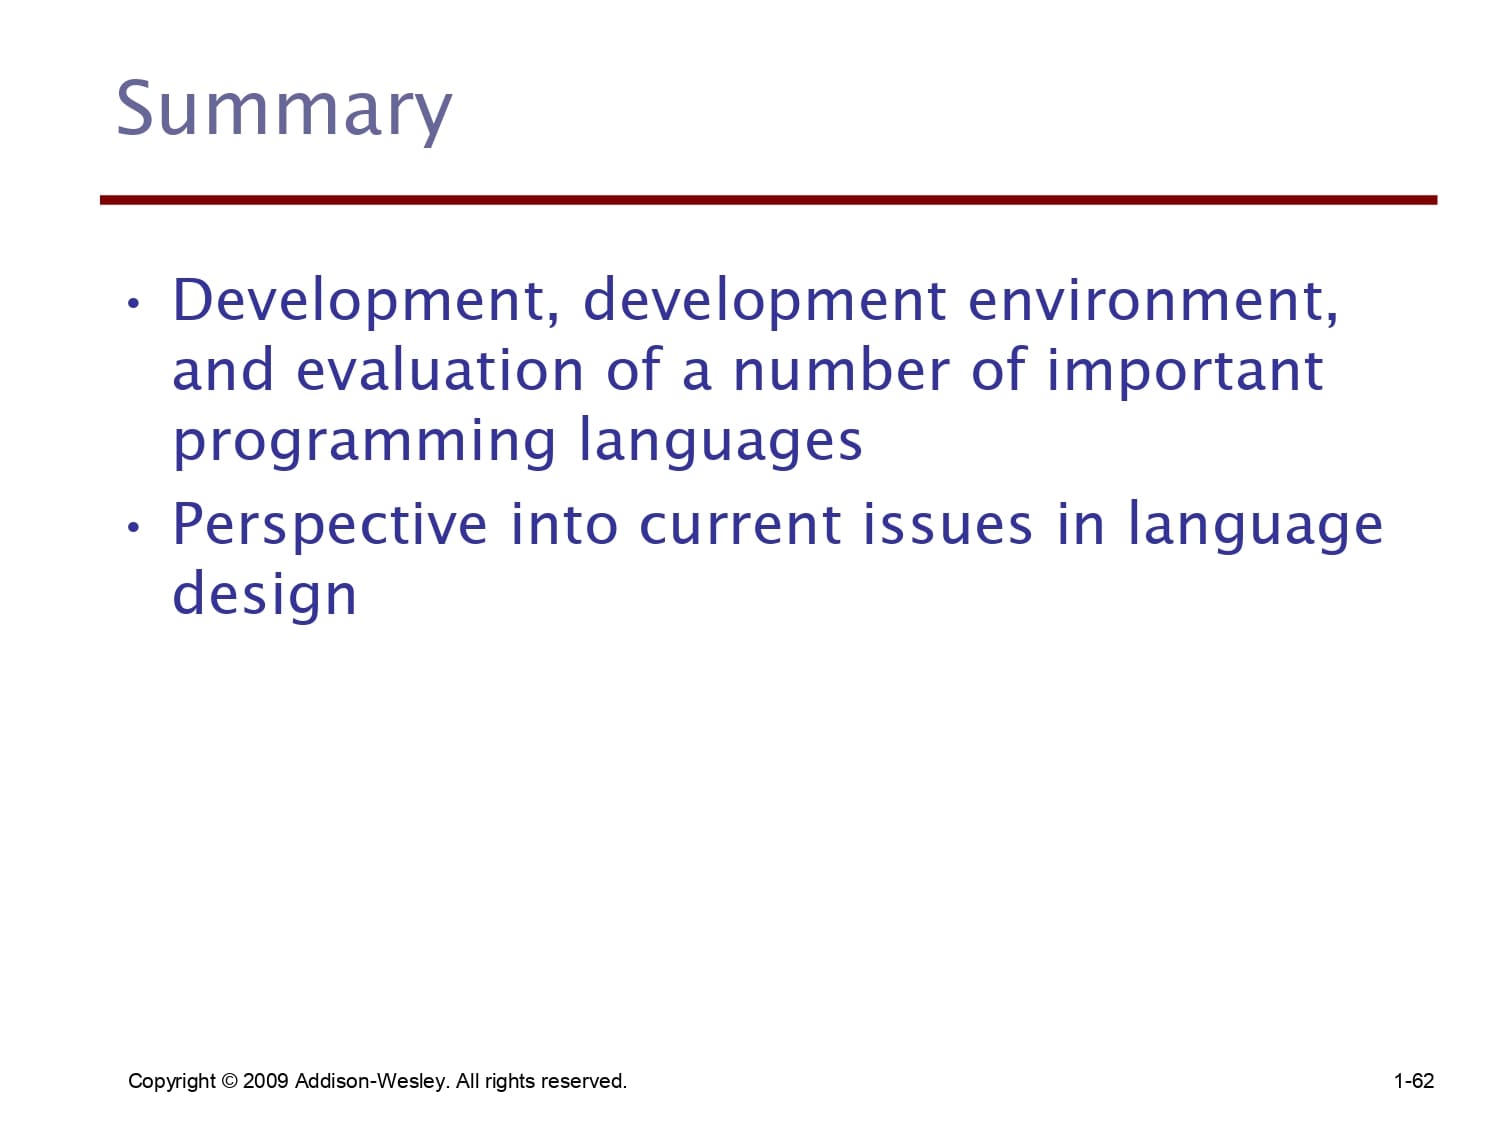 Summary
• Development, development environment,
and evaluation of a number of important
programming languages
• Perspective into current issues in language
design
Copyright © 2009 Addison-Wesley. All rights reserved.
1-62